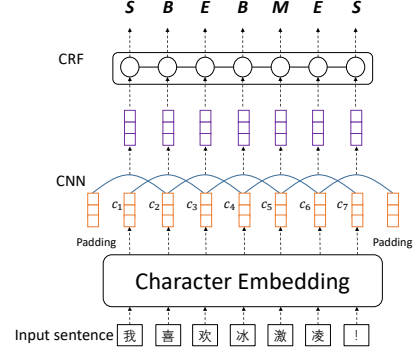 S B E B M E S
CRF
CNN
c₁ c₂ c₃ c₄ c₅ c₆ c₇
Padding Padding
Character Embedding
Input sentence 我 喜 欢 冰 激 凌 !